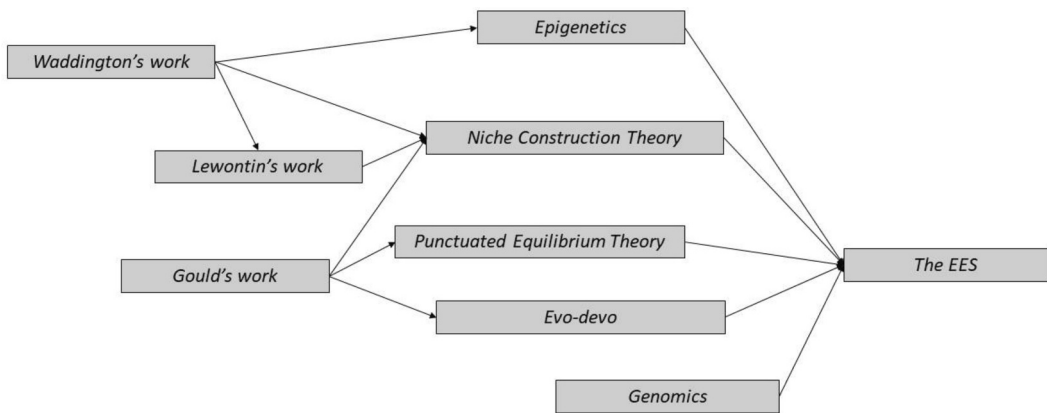 Epigenetics
Waddington's work
Niche Construction Theory
Lewontin's work
Punctuated Equilibrium Theory
The EES
Gould's work
Evo-devo
Genomics